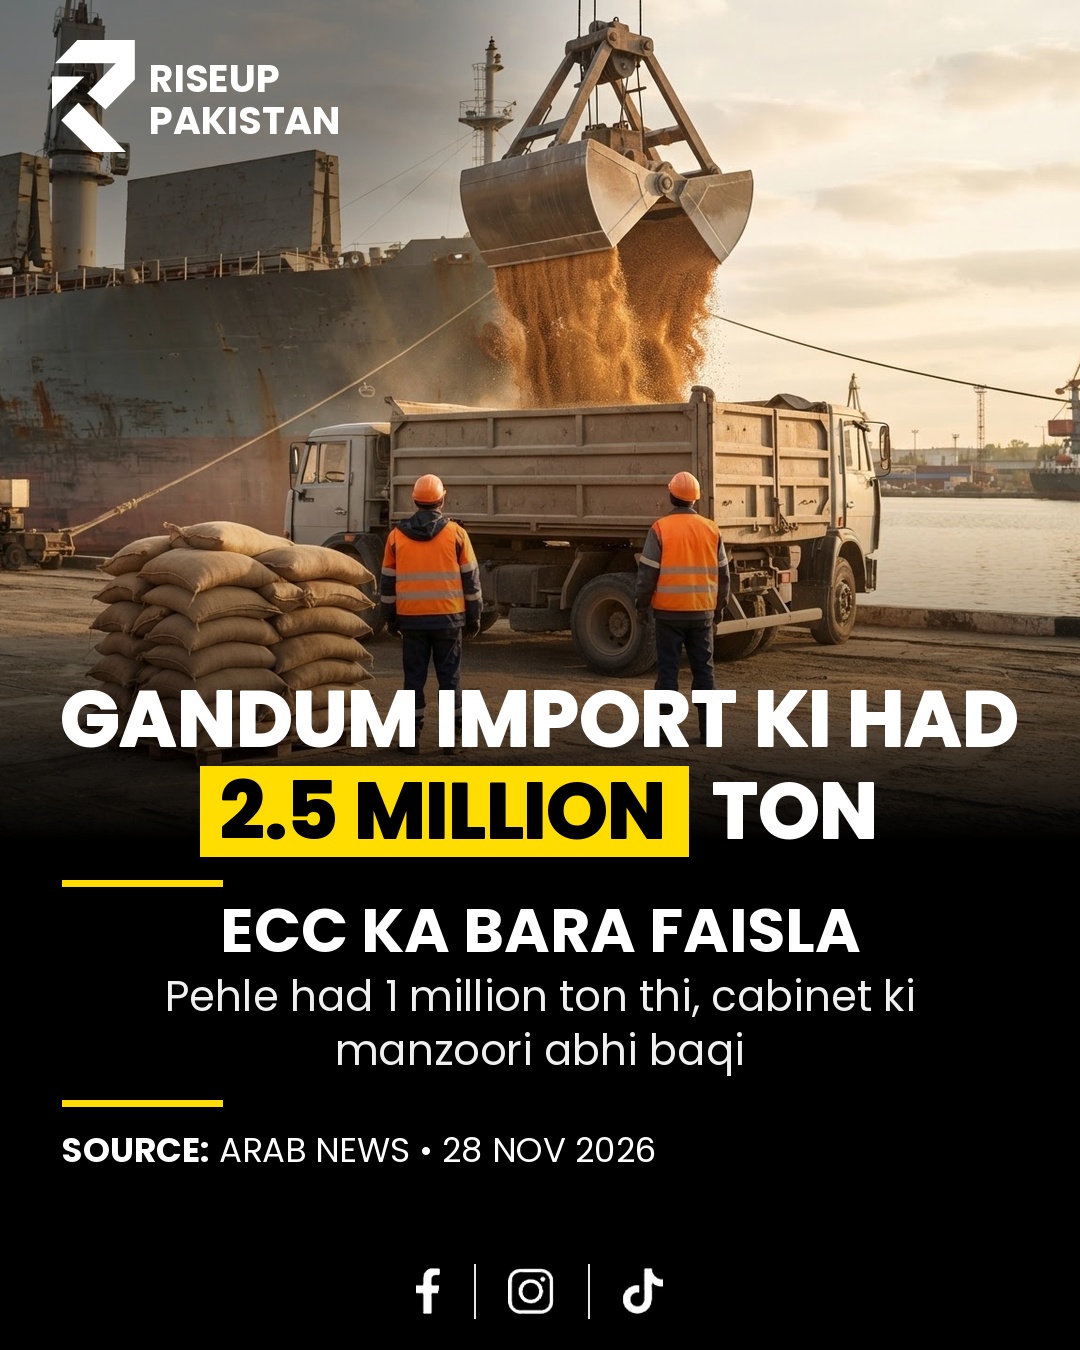 RISEUP
PAKISTAN
GANDUM IMPORT KI HAD
2.5 MILLION TON
ECC KA BARA FAISLA
Pehle had 1 million ton thi, cabinet ki
manzoori abhi baqi
SOURCE: ARAB NEWS • 28 NOV 2026